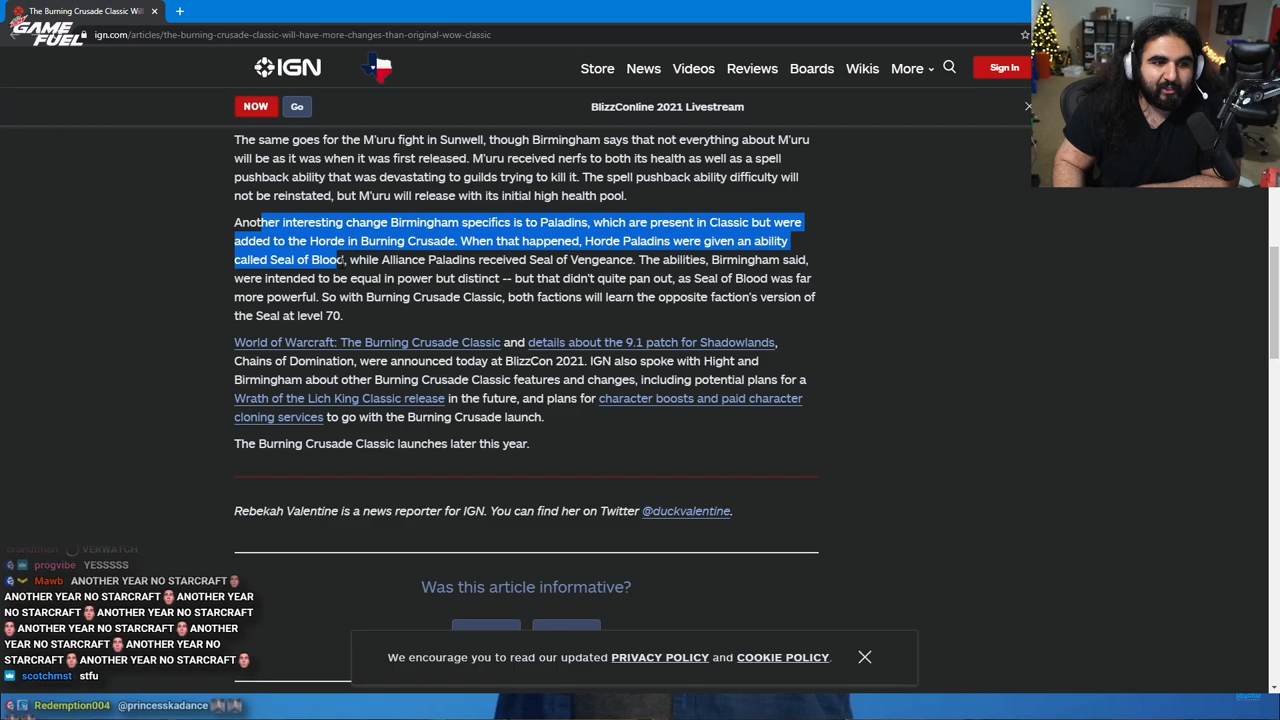 The Burning Crusade Classic Wil
GAME FUEL
ign.com/articles/the-burning-crusade-classic-will-have-more-changes-than-original-wow-classic
IGN
Store News Videos Reviews Boards Wikis More Sign In
NOW Go BlizzConline 2021 Livestream
The same goes for the M'uru fight in Sunwell, though Birmingham says that not everything about M'uru
will be as it was when it was first released. M'uru received nerfs to both its health as well as a spell
pushback ability that was devastating to guilds trying to kill it. The spell pushback ability difficulty will
not be reinstated, but M'uru will release with its initial high health pool.
Another interesting change Birmingham specifics is to Paladins, which are present in Classic but were
added to the Horde in Burning Crusade. When that happened, Horde Paladins were given an ability
called Seal of Blood, while Alliance Paladins received Seal of Vengeance. The abilities, Birmingham said,
were intended to be equal in power but distinct -- but that didn't quite pan out, as Seal of Blood was far
more powerful. So with Burning Crusade Classic, both factions will learn the opposite faction's version of
the Seal at level 70.
World of Warcraft: The Burning Crusade Classic and details about the 9.1 patch for Shadowlands,
Chains of Domination, were announced today at BlizzCon 2021. IGN also spoke with Hight and
Birmingham about other Burning Crusade Classic features and changes, including potential plans for a
Wrath of the Lich King Classic release in the future, and plans for character boosts and paid character
cloning services to go with the Burning Crusade launch.
The Burning Crusade Classic launches later this year.
Rebekah Valentine is a news reporter for IGN. You can find her on Twitter @duckvalentine.
Was this article informative?
We encourage you to read our updated PRIVACY POLICY and COOKIE POLICY.
VERWATCH
progvibe YESSSSS
Mawb ANOTHER YEAR NO STARCRAFT
ANOTHER YEAR NO STARCRAFT ANOTHER YEAR
NO STARCRAFT ANOTHER YEAR NO STARCRAFT
ANOTHER YEAR NO STARCRAFT ANOTHER
YEAR NO STARCRAFT ANOTHER YEAR NO
STARCRAFT ANOTHER YEAR NO STARCRAFT
scotchmst stfu
Redemption004 @princesskadance